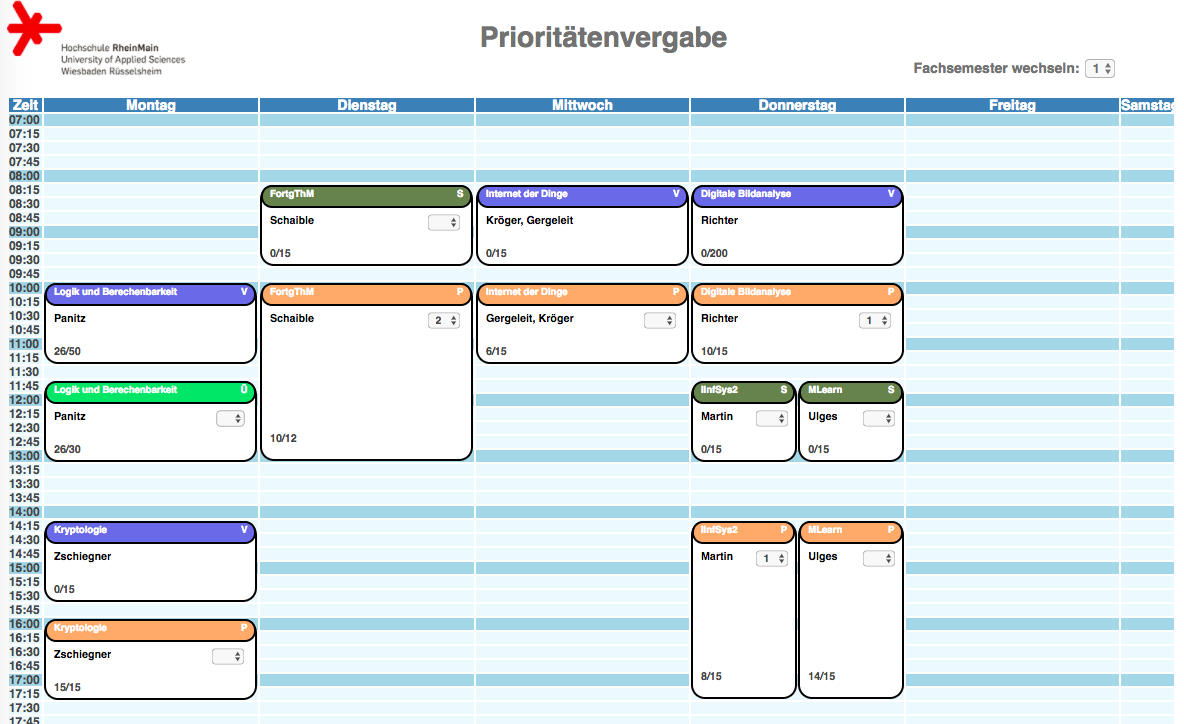 Hochschule RheinMain
University of Applied Sciences
Wiesbaden Rüsselsheim
Prioritätenvergabe
Fachsemester wechseln: 1
Zeit Montag Dienstag Mittwoch Donnerstag Freitag Samstag
07:00
07:15
07:30
07:45
08:00
08:15
08:30
08:45
09:00
09:15
09:30
09:45
10:00
10:15
10:30
10:45
11:00
11:15
11:30
11:45
12:00
12:15
12:30
12:45
13:00
13:15
13:30
13:45
14:00
14:15
14:30
14:45
15:00
15:15
15:30
15:45
16:00
16:15
16:30
16:45
17:00
17:15
17:30
17:45
Logik und Berechenbarkeit V
Panitz
26/50
Logik und Berechenbarkeit Ü
Panitz
26/30
Kryptologie V
Zschiegner
0/15
Kryptologie P
Zschiegner
15/15
FortgThM S
Schaible
0/15
FortgThM P
Schaible 2
10/12
Internet der Dinge V
Kröger, Gergeleit
0/15
Internet der Dinge P
Gergeleit, Kröger
6/15
Digitale Bildanalyse V
Richter
0/200
Digitale Bildanalyse P
Richter 1
10/15
IInfSys2 S
Martin
0/15
MLearn S
Ulges
0/15
IInfSys2 P
Martin 1
8/15
MLearn P
Ulges
14/15